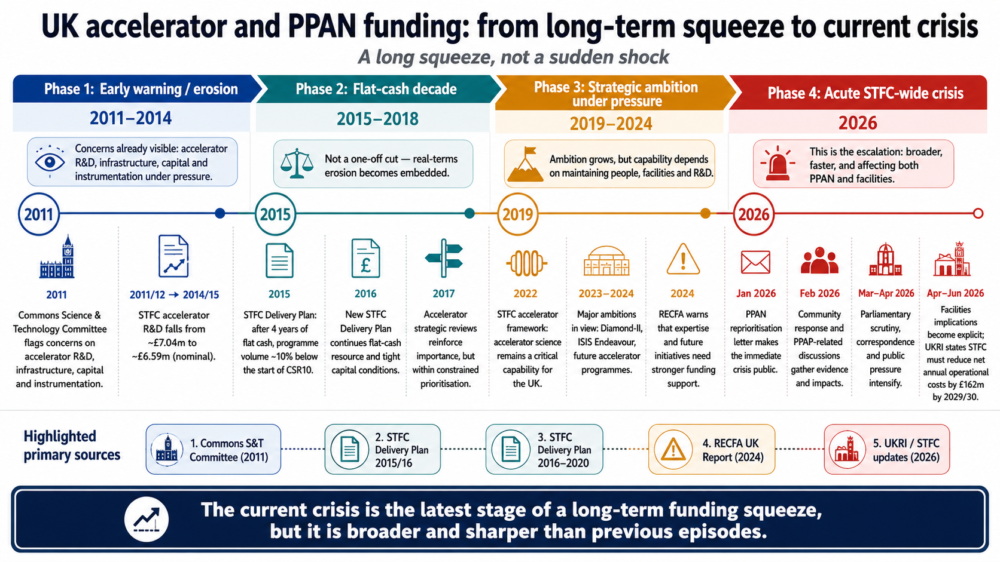 UK accelerator and PPAN funding: from long-term squeeze to current crisis
A long squeeze, not a sudden shock
Phase 1: Early warning / erosion
2011–2014
Concerns already visible: accelerator
R&D, infrastructure, capital and
instrumentation under pressure.
Phase 2: Flat-cash decade
2015–2018
Not a one-off cut — real-terms
erosion becomes embedded.
Phase 3: Strategic ambition
under pressure
2019–2024
Ambition grows, but capability depends
on maintaining people, facilities and R&D.
Phase 4: Acute STFC-wide crisis
2026
This is the escalation: broader,
faster, and affecting both
PPAN and facilities.
2011
2015
2019
2026
2011
Commons Science &
Technology Committee
flags concerns on
accelerator R&D,
infrastructure, capital
and instrumentation.
2011/12 → 2014/15
STFC accelerator
R&D falls from
~£7.04m to
~£6.59m (nominal).
2015
STFC Delivery Plan:
after 4 years of
flat cash, programme
volume ~10% below
the start of CSR10.
£
2016
New STFC
Delivery Plan
continues flat-cash
resource and tight
capital conditions.
2017
Accelerator
strategic reviews
reinforce
importance, but
within constrained
prioritisation.
2022
STFC accelerator
framework:
accelerator science
remains a critical
capability for
the UK.
2023–2024
Major ambitions
in view: Diamond-II,
ISIS Endeavour,
future accelerator
programmes.
2024
RECFA warns
that expertise
and future
initiatives need
stronger funding
support.
Jan 2026
PPAN
reprioritisation
letter makes
the immediate
crisis public.
Feb 2026
Community
response and
PPAP-related
discussions
gather evidence
and impacts.
Mar–Apr 2026
Parliamentary
scrutiny,
correspondence
and public
pressure
intensify.
Apr–Jun 2026
Facilities
implications
become explicit;
UKRI states STFC
must reduce net
annual operational
costs by £162m
by 2029/30.
Highlighted
primary sources
1. Commons S&T
Committee (2011)
2. STFC
Delivery Plan
2015/16
3. STFC
Delivery Plan
2016–2020
4. RECFA UK
Report (2024)
5. UKRI / STFC
updates (2026)
The current crisis is the latest stage of a long-term funding squeeze,
but it is broader and sharper than previous episodes.